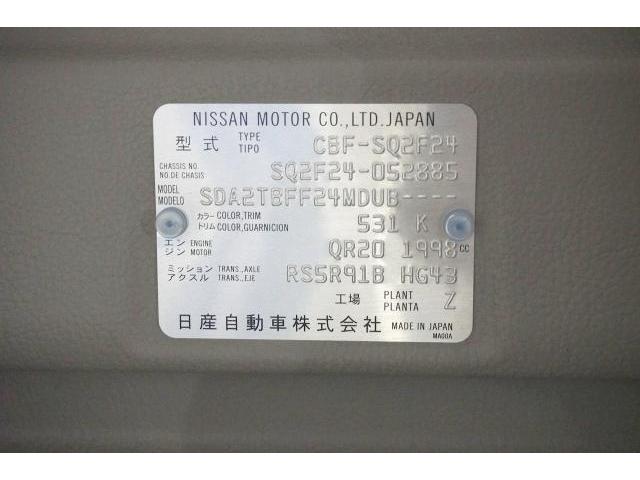 NISSAN MOTOR CO.,LTD.JAPAN
型式 TYPE TIPO CBF-SQ2F24
CHASSIS NO. NO.DE CHASIS SQ2F24-052885
MODEL MODELO SDA2TBFF24MDUB----
カラー COLOR,TRIM
トリム COLOR,GUARNICION 531 K
エンジン ENGINE MOTOR QR20 1998 CC
ミッション TRANS.,AXLE
アクスル TRANS.,EJE RS5R91B HG43
工場 PLANT PLANTA Z
日産自動車株式会社 MADE IN JAPAN
MA00A